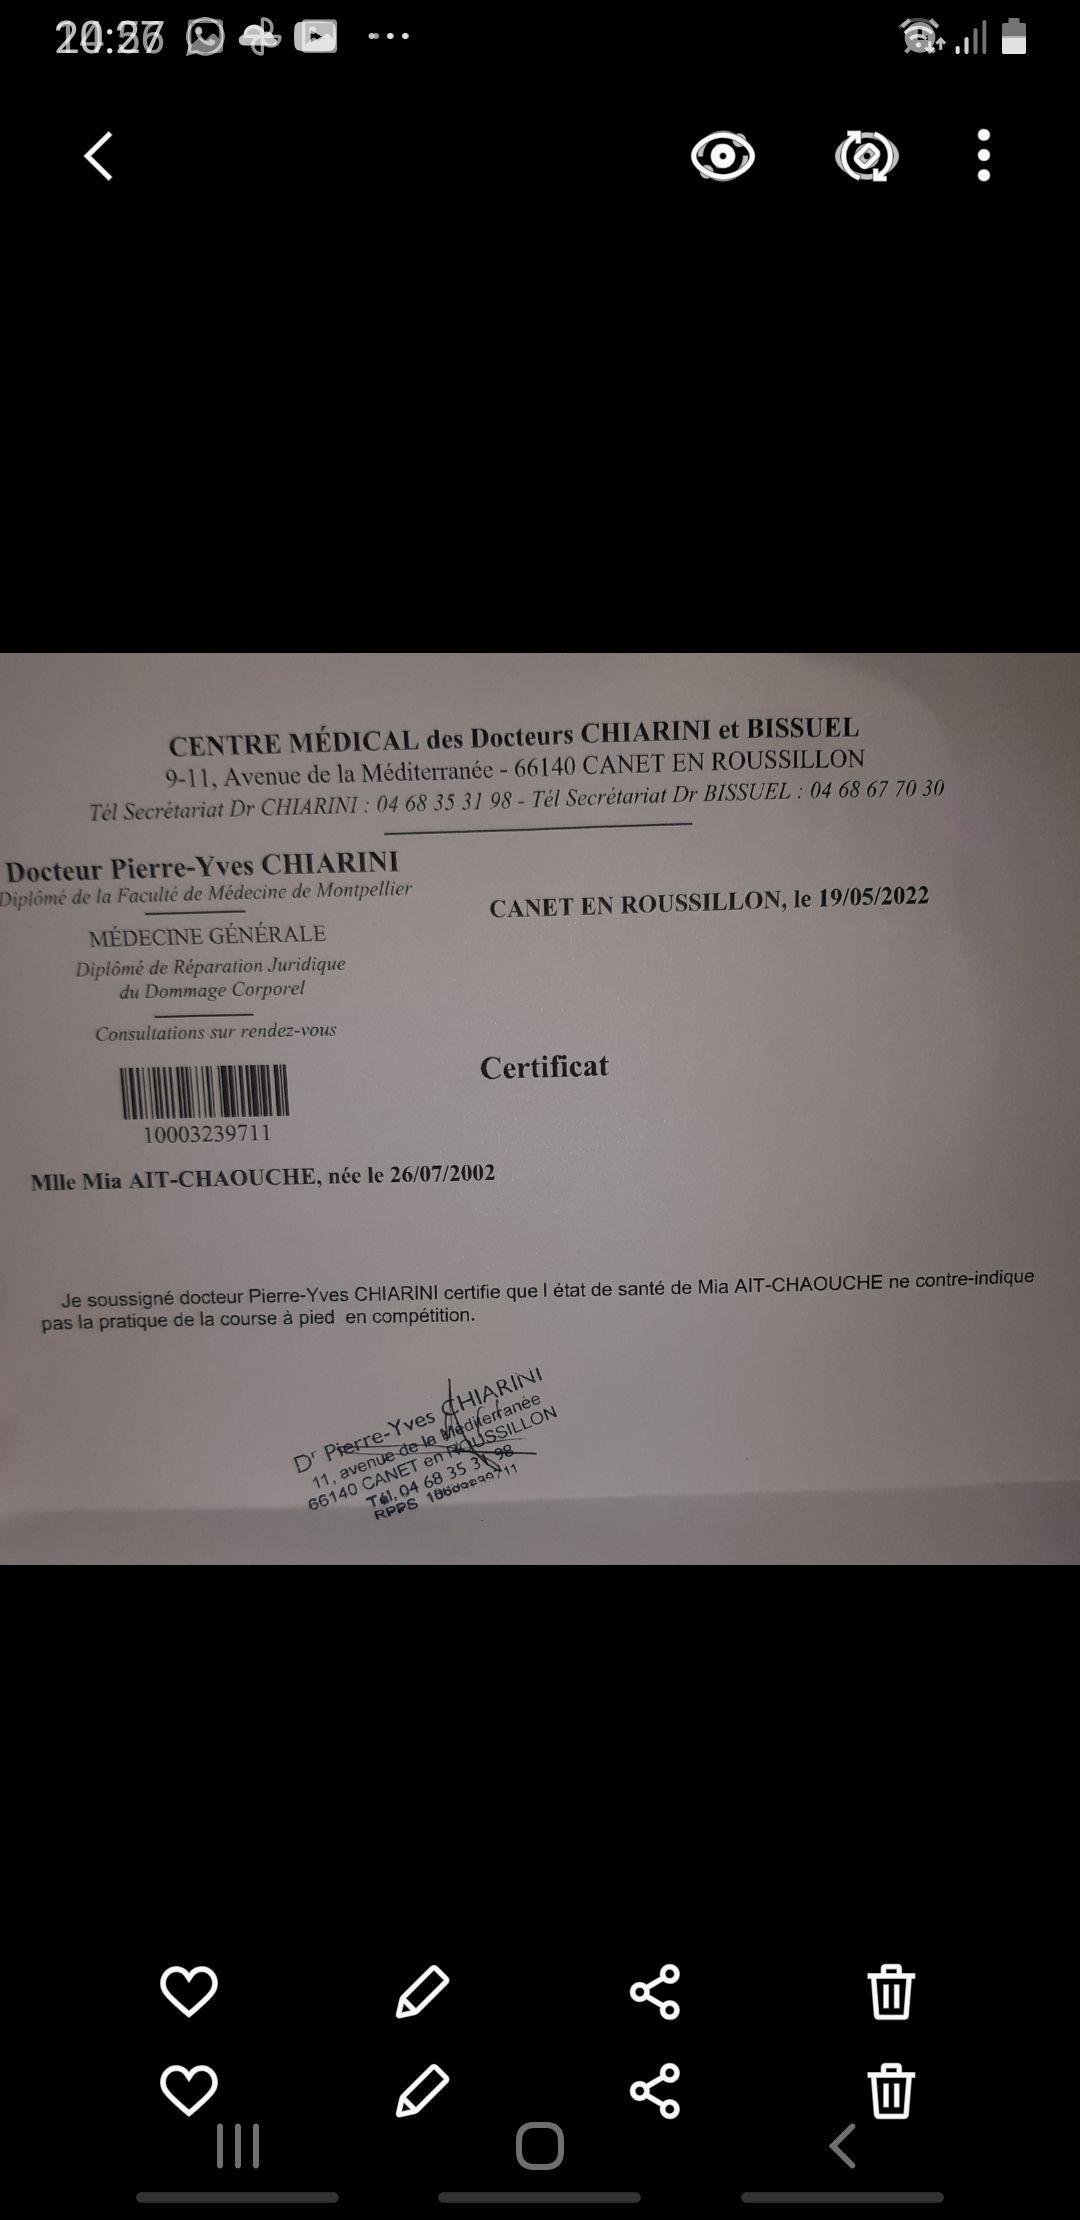 CENTRE MÉDICAL des Docteurs CHIARINI et BISSUEL
9-11, Avenue de la Méditerranée - 66140 CANET EN ROUSSILLON
Tél Secrétariat Dr CHIARINI : 04 68 35 31 98 - Tél Secrétariat Dr BISSUEL : 04 68 67 70 30
Docteur Pierre-Yves CHIARINI
Diplômé de la Faculté de Médecine de Montpellier
CANET EN ROUSSILLON, le 19/05/2022
MÉDECINE GÉNÉRALE
Diplômé de Réparation Juridique
du Dommage Corporel
Consultations sur rendez-vous
Certificat
10003239711
Mlle Mia AIT-CHAOUCHE, née le 26/07/2002
Je soussigné docteur Pierre-Yves CHIARINI certifie que l état de santé de Mia AIT-CHAOUCHE ne contre-indique
pas la pratique de la course à pied en compétition.
Dr Pierre-Yves CHIARINI
11, avenue de la Méditerranée
66140 CANET en ROUSSILLON
Tél. 04 68 35 31 98
RPPS